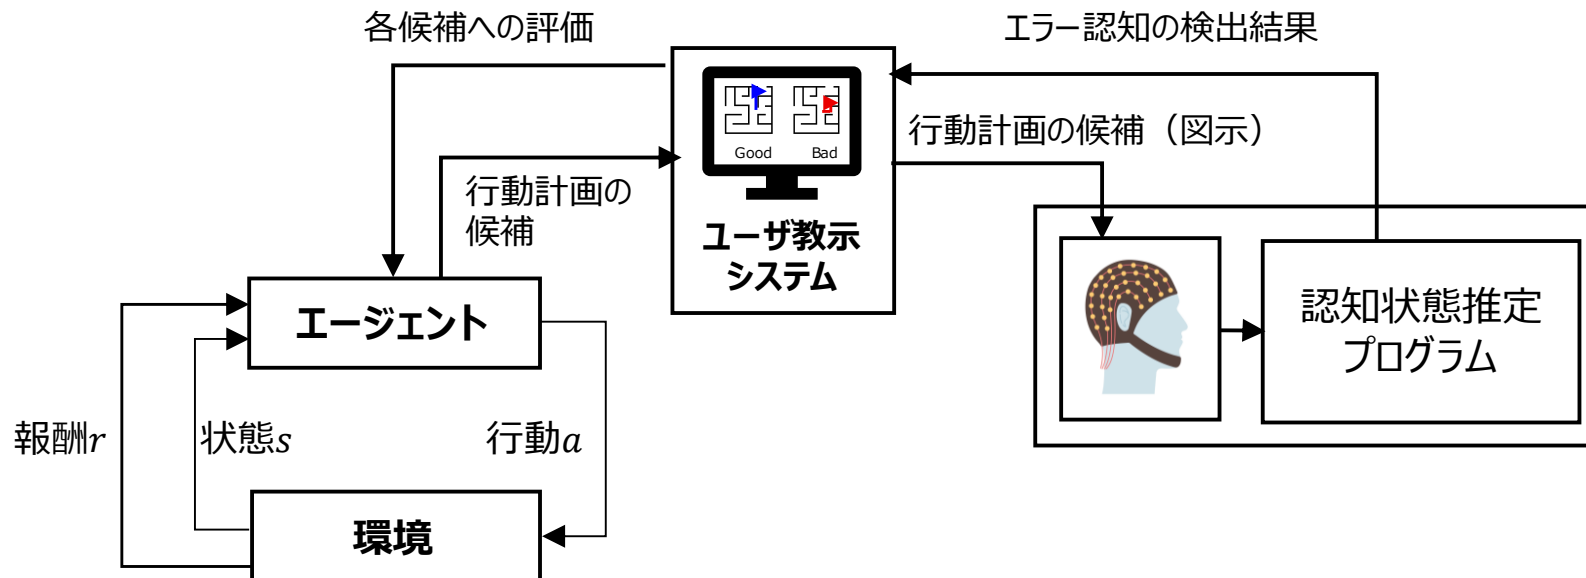 各候補への評価
エラー認知の検出結果
Good
Bad
行動計画の候補（図示）
行動計画の
候補
ユーザ教示
システム
エージェント
認知状態推定
プログラム
報酬r
状態s
行動a
環境